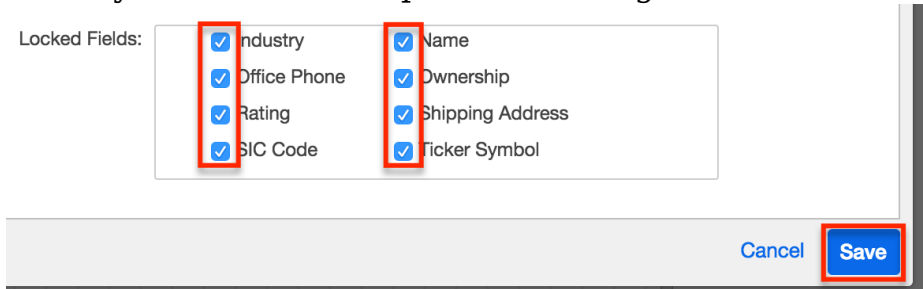 Locked Fields:
Industry Name
Office Phone Ownership
Rating Shipping Address
SIC Code Ticker Symbol
Cancel Save